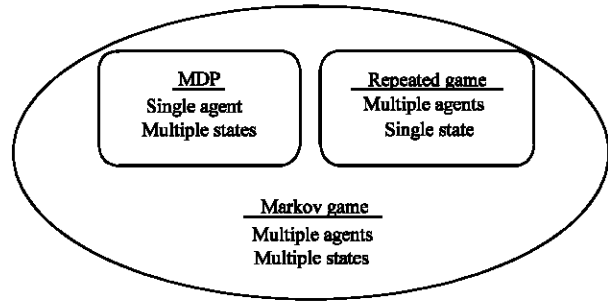 MDP
Single agent
Multiple states
Repeated game
Multiple agents
Single state
Markov game
Multiple agents
Multiple states